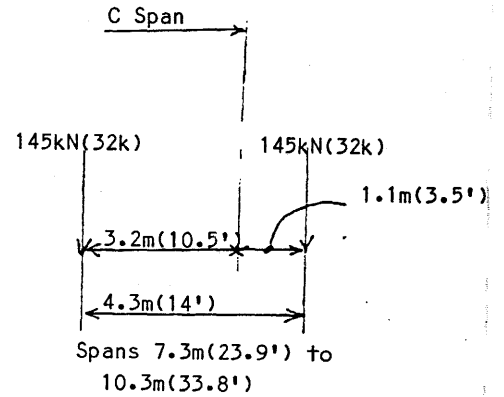 C Span
145kN(32k)
145kN(32k)
1.1m(3.5')
3.2m(10.5')
4.3m(14')
Spans 7.3m(23.9') to
10.3m(33.8')